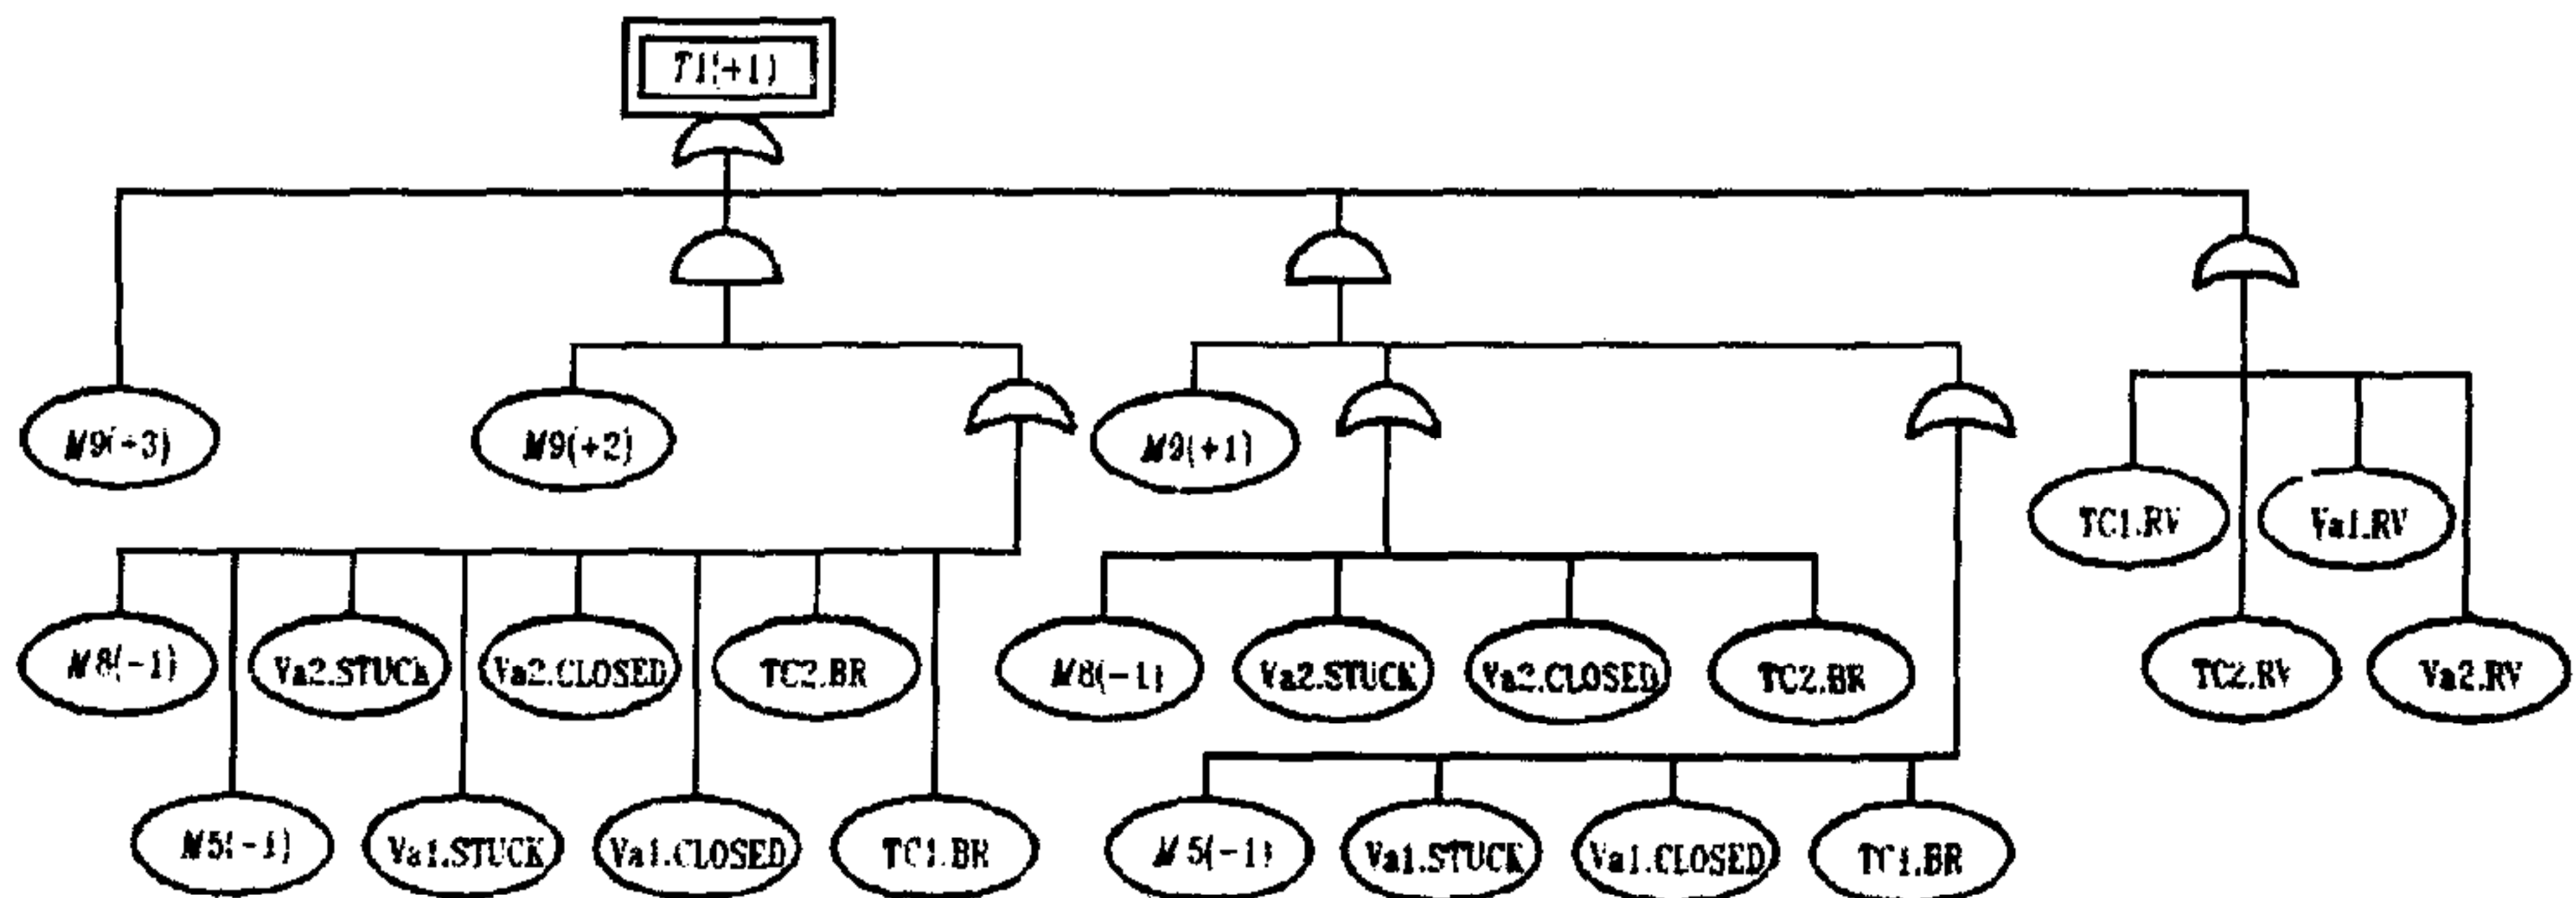 T1(+1)
M9(+3)
M9(+2)
M9(+1)
TC1.RV
Va1.RV
M8(-1)
Va2.STUCK
Va2.CLOSED
TC2.BR
M8(-1)
Va2.STUCK
Va2.CLOSED
TC2.BR
TC2.RV
Va2.RV
M5(-1)
Va1.STUCK
Va1.CLOSED
TC1.BR
M5(-1)
Va1.STUCK
Va1.CLOSED
TC1.BR